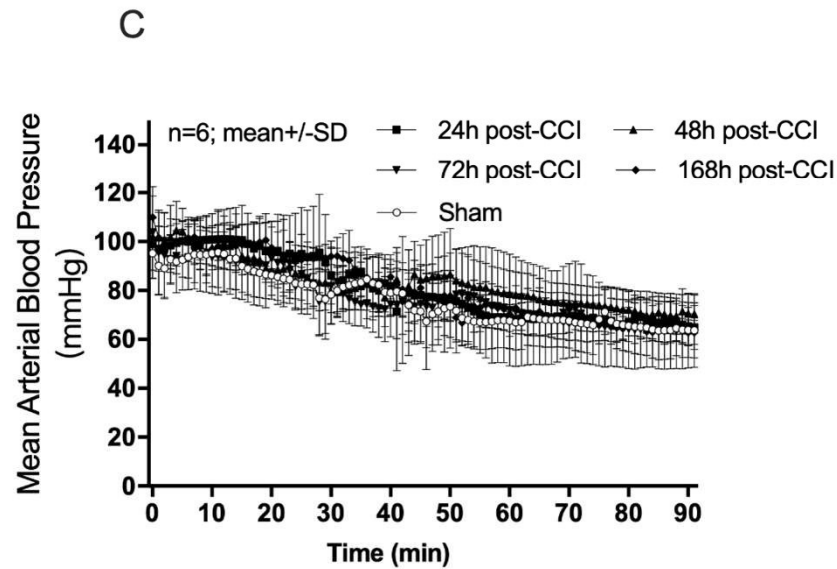 C
Mean Arterial Blood Pressure
(mmHg)
140
120
100
80
60
40
20
0
n=6; mean+/-SD
24h post-CCI
48h post-CCI
72h post-CCI
168h post-CCI
Sham
0 10 20 30 40 50 60 70 80 90
Time (min)